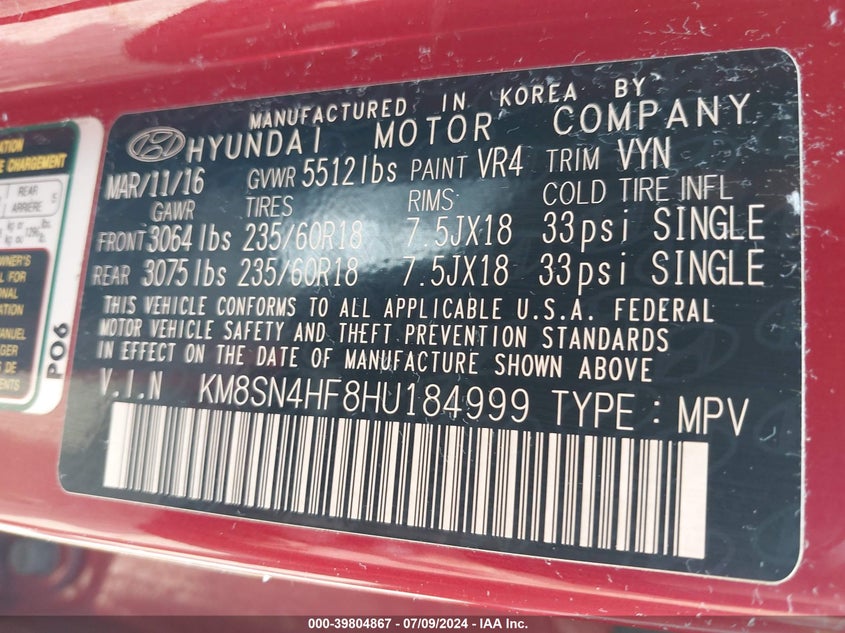 MANUFACTURED IN KOREA BY
HYUNDAI MOTOR COMPANY
MAR/11/16 GVWR 5512lbs PAINT VR4 TRIM VYN
GAWR TIRES RIMS COLD TIRE INFL
FRONT 3064lbs 235/60R18 7.5JX18 33psi SINGLE
REAR 3075lbs 235/60R18 7.5JX18 33psi SINGLE
THIS VEHICLE CONFORMS TO ALL APPLICABLE U.S.A. FEDERAL
MOTOR VEHICLE SAFETY AND THEFT PREVENTION STANDARDS
IN EFFECT ON THE DATE OF MANUFACTURE SHOWN ABOVE
V.I.N KM8SN4HF8HU184999 TYPE : MPV
CHARGEMENT
REAR
ARRIÈRE
P06
000-39804867 - 07/09/2024 - IAA Inc.